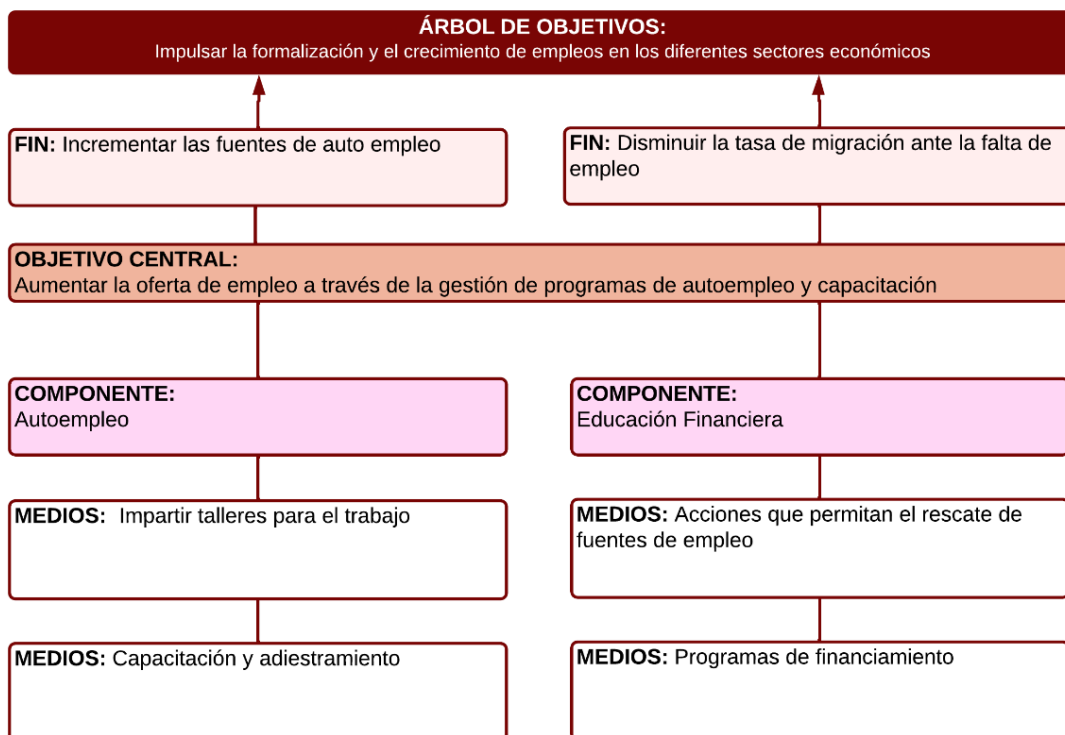 ÁRBOL DE OBJETIVOS:
Impulsar la formalización y el crecimiento de empleos en los diferentes sectores económicos
FIN: Incrementar las fuentes de auto empleo
FIN: Disminuir la tasa de migración ante la falta de
empleo
OBJETIVO CENTRAL:
Aumentar la oferta de empleo a través de la gestión de programas de autoempleo y capacitación
COMPONENTE:
Autoempleo
COMPONENTE:
Educación Financiera
MEDIOS: Impartir talleres para el trabajo
MEDIOS: Acciones que permitan el rescate de
fuentes de empleo
MEDIOS: Capacitación y adiestramiento
MEDIOS: Programas de financiamiento